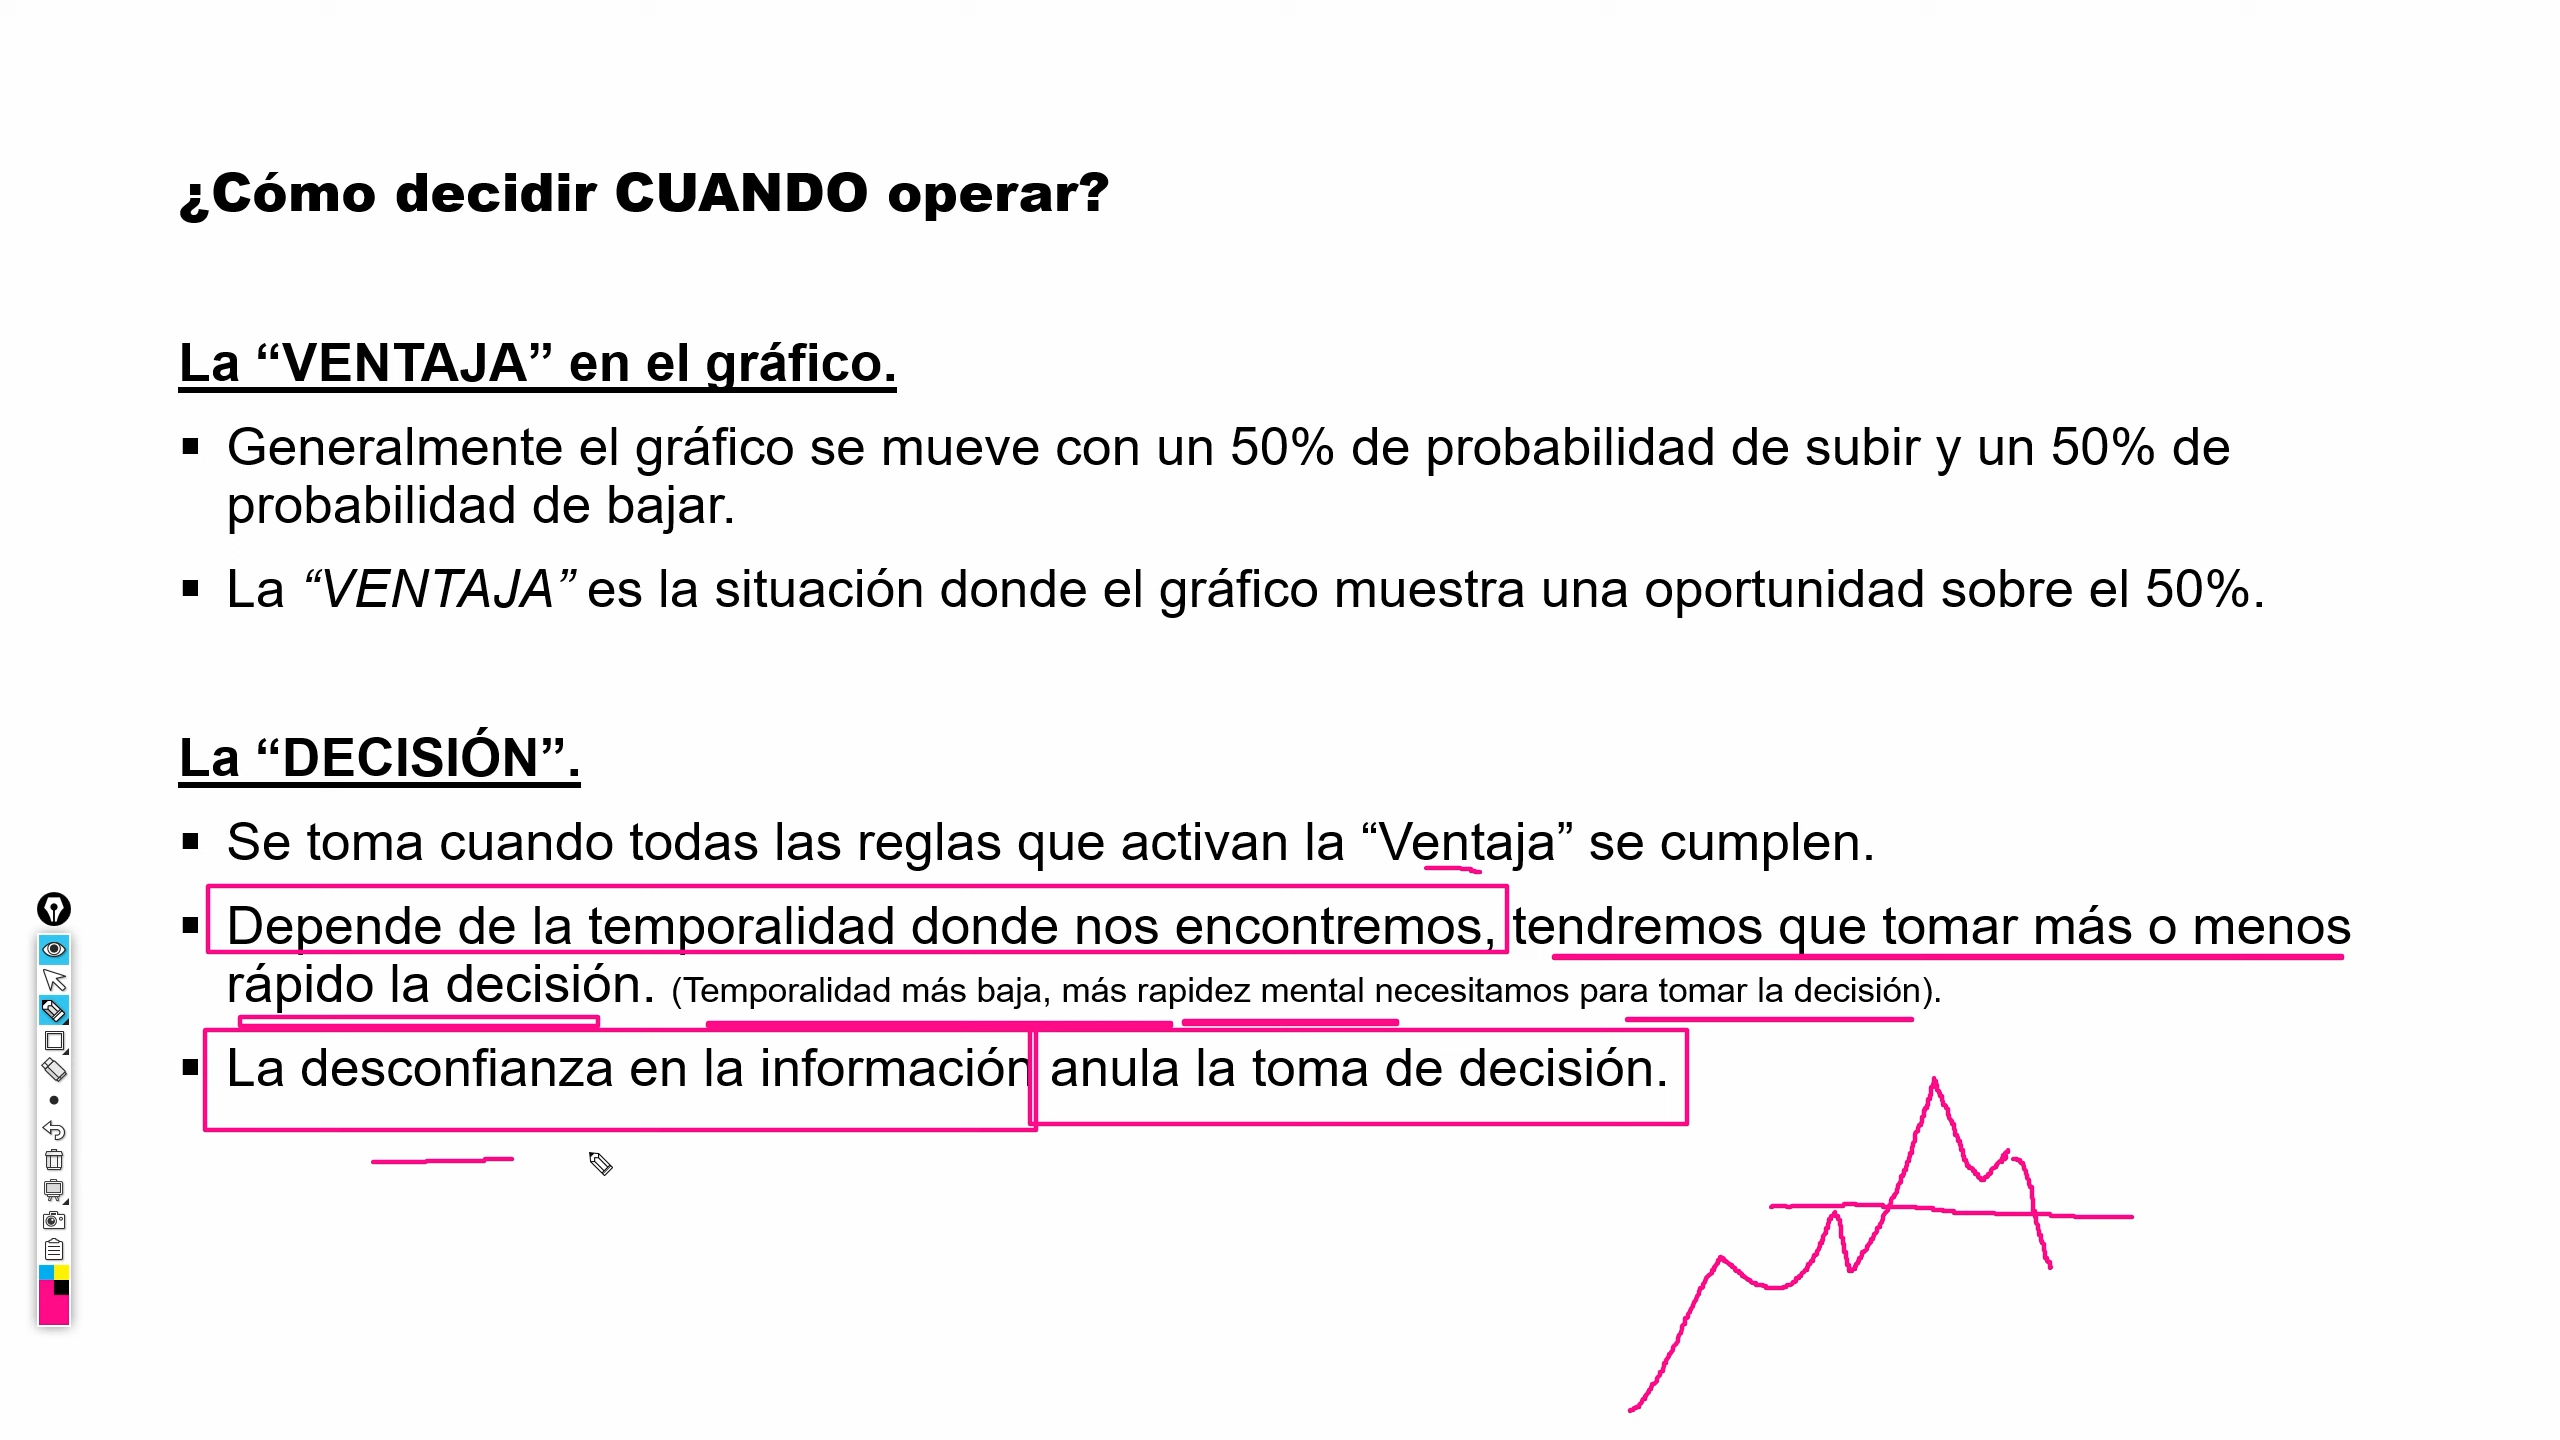 ¿Cómo decidir CUANDO operar?
La “VENTAJA” en el gráfico.
▪ Generalmente el gráfico se mueve con un 50% de probabilidad de subir y un 50% de
probabilidad de bajar.
▪ La “VENTAJA” es la situación donde el gráfico muestra una oportunidad sobre el 50%.
La “DECISIÓN”.
▪ Se toma cuando todas las reglas que activan la “Ventaja” se cumplen.
▪ Depende de la temporalidad donde nos encontremos, tendremos que tomar más o menos
rápido la decisión. (Temporalidad más baja, más rapidez mental necesitamos para tomar la decisión).
▪ La desconfianza en la información anula la toma de decisión.